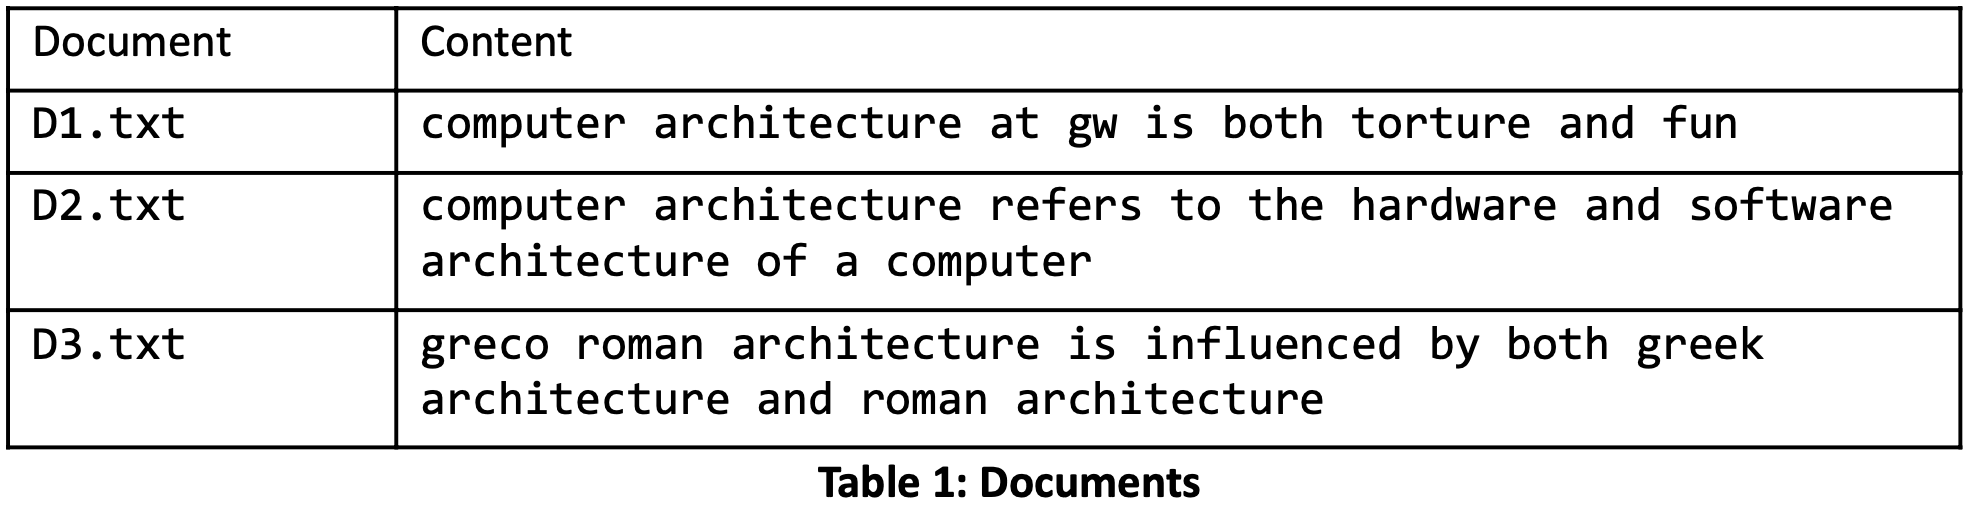 Document Content
D1.txt computer architecture at gw is both torture and fun
D2.txt computer architecture refers to the hardware and software
architecture of a computer
D3.txt greco roman architecture is influenced by both greek
architecture and roman architecture
Table 1: Documents